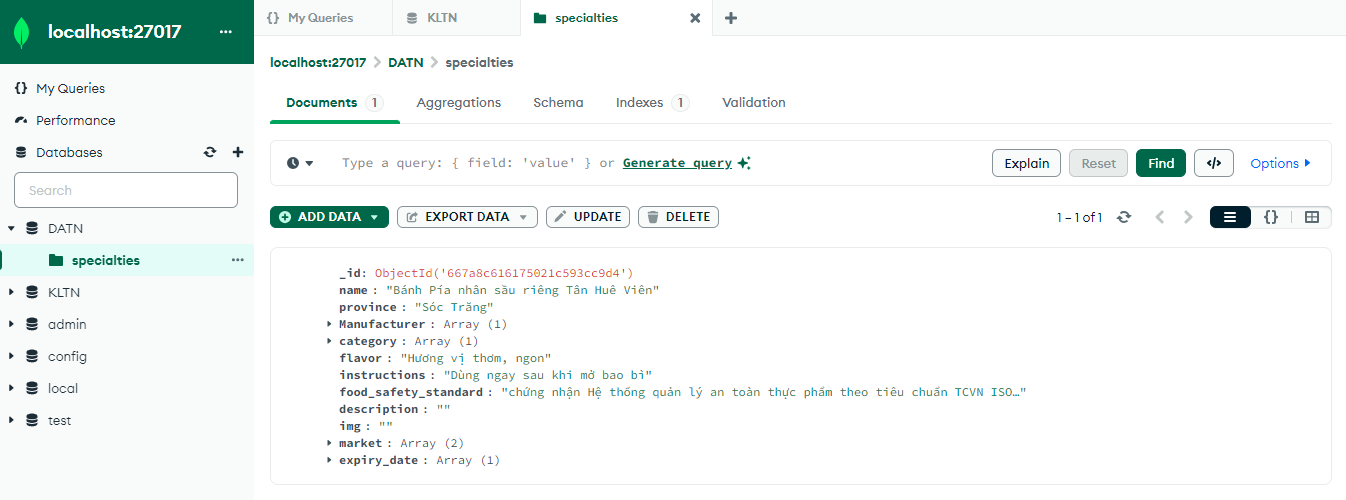 localhost:27017 ...
My Queries
Performance
Databases
Search
DATN
specialties ...
KLTN
admin
config
local
test
{} My Queries KLTN specialties
localhost:27017 > DATN > specialties
Documents 1 Aggregations Schema Indexes 1 Validation
Type a query: { field: 'value' } or Generate query Explain Reset Find </> Options
ADD DATA EXPORT DATA UPDATE DELETE 1 – 1 of 1 {}
_id: ObjectId('667a8c616175021c593cc9d4')
name : "Bánh Pía nhân sầu riêng Tân Huê Viên"
province : "Sóc Trăng"
Manufacturer : Array (1)
category : Array (1)
flavor : "Hương vị thơm, ngon"
instructions : "Dùng ngay sau khi mở bao bì"
food_safety_standard : "chứng nhận Hệ thống quản lý an toàn thực phẩm theo tiêu chuẩn TCVN ISO…"
description : ""
img : ""
market : Array (2)
expiry_date : Array (1)